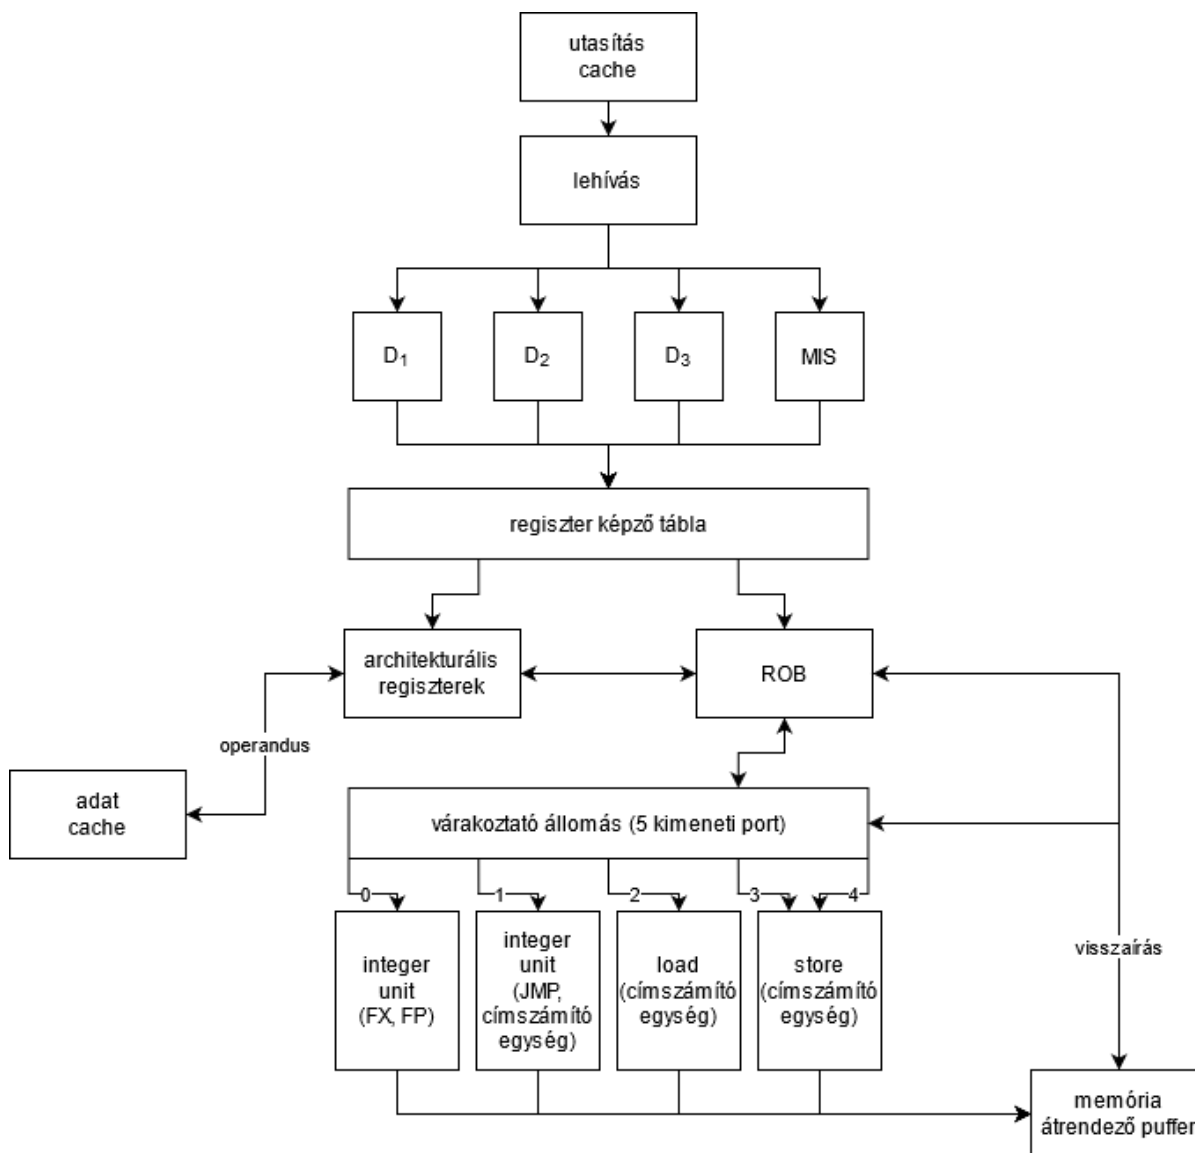 utasítás
cache
lehívás
D1
D2
D3
MIS
regiszter képző tábla
architekturális
regiszterek
ROB
operandus
adat
cache
várakoztató állomás (5 kimeneti port)
0
1
2
3
4
integer
unit
(FX, FP)
integer
unit
(JMP,
címszámító
egység)
load
(címszámító
egység)
store
(címszámító
egység)
visszaírás
memória
átrendező puffer